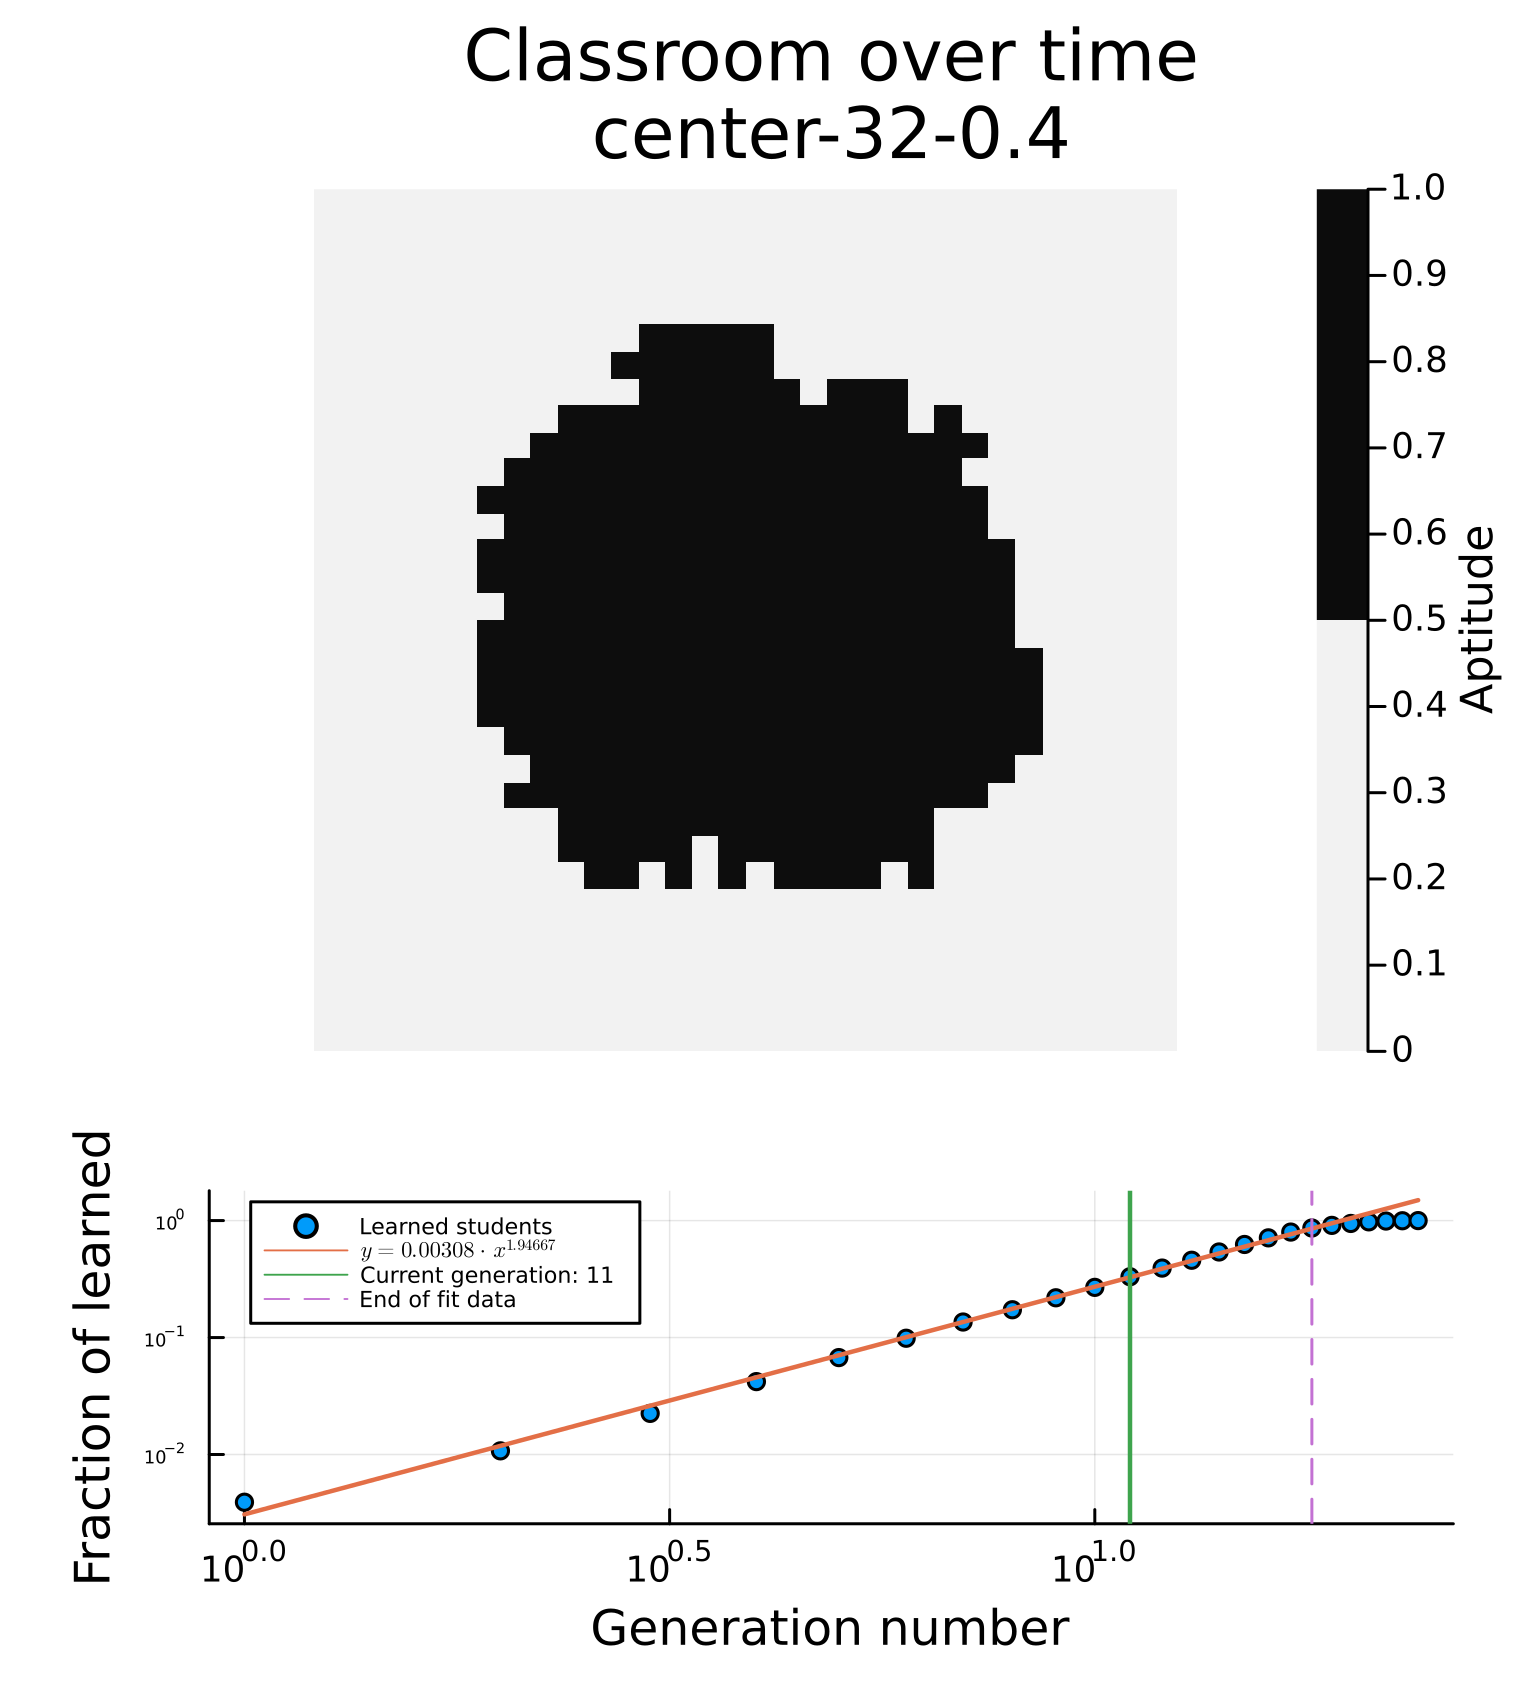 Classroom over time
center-32-0.4
1.0
0.9
0.8
0.7
0.6
0.5
0.4
0.3
0.2
0.1
0
Aptitude
Fraction of learned
10⁰
10⁻¹
10⁻²
Learned students
y = 0.00308 · x^1.94667
Current generation: 11
End of fit data
10^0.0
10^0.5
10^1.0
Generation number